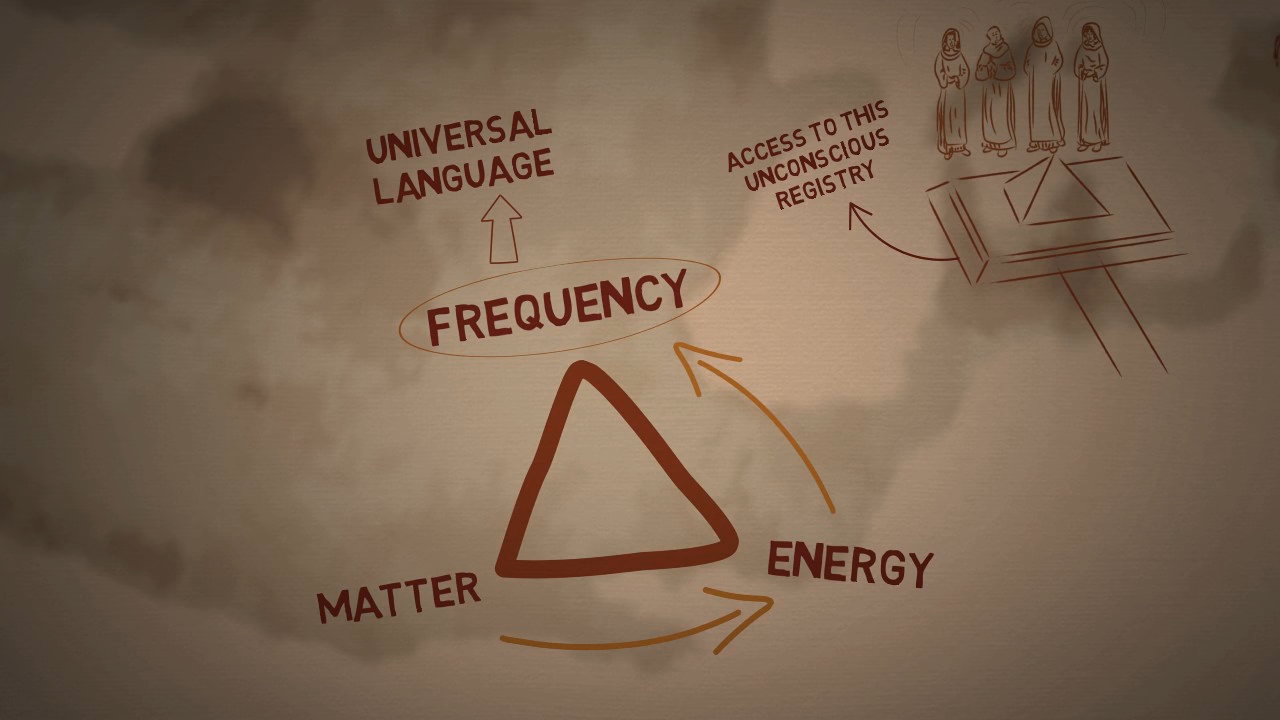 UNIVERSAL
LANGUAGE
ACCESS TO THIS
UNCONSCIOUS
REGISTRY
FREQUENCY
MATTER
ENERGY